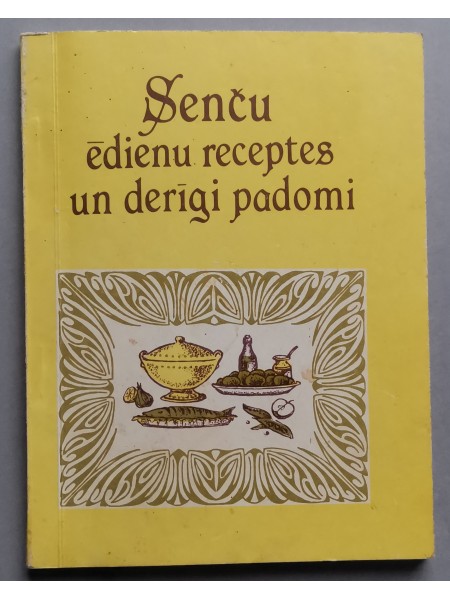 Senču
ēdienu receptes
un derīgi padomi